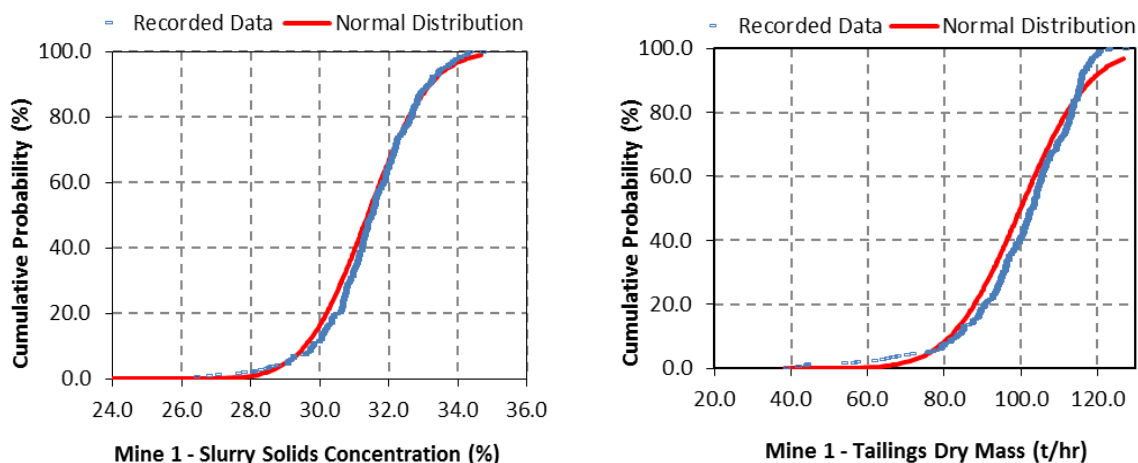 Recorded Data Normal Distribution
Cumulative Probability (%)
100.0
80.0
60.0
40.0
20.0
0.0
24.0 26.0 28.0 30.0 32.0 34.0 36.0
Mine 1 - Slurry Solids Concentration (%)
Recorded Data Normal Distribution
Cumulative Probability (%)
100.0
80.0
60.0
40.0
20.0
0.0
20.0 40.0 60.0 80.0 100.0 120.0
Mine 1 - Tailings Dry Mass (t/hr)